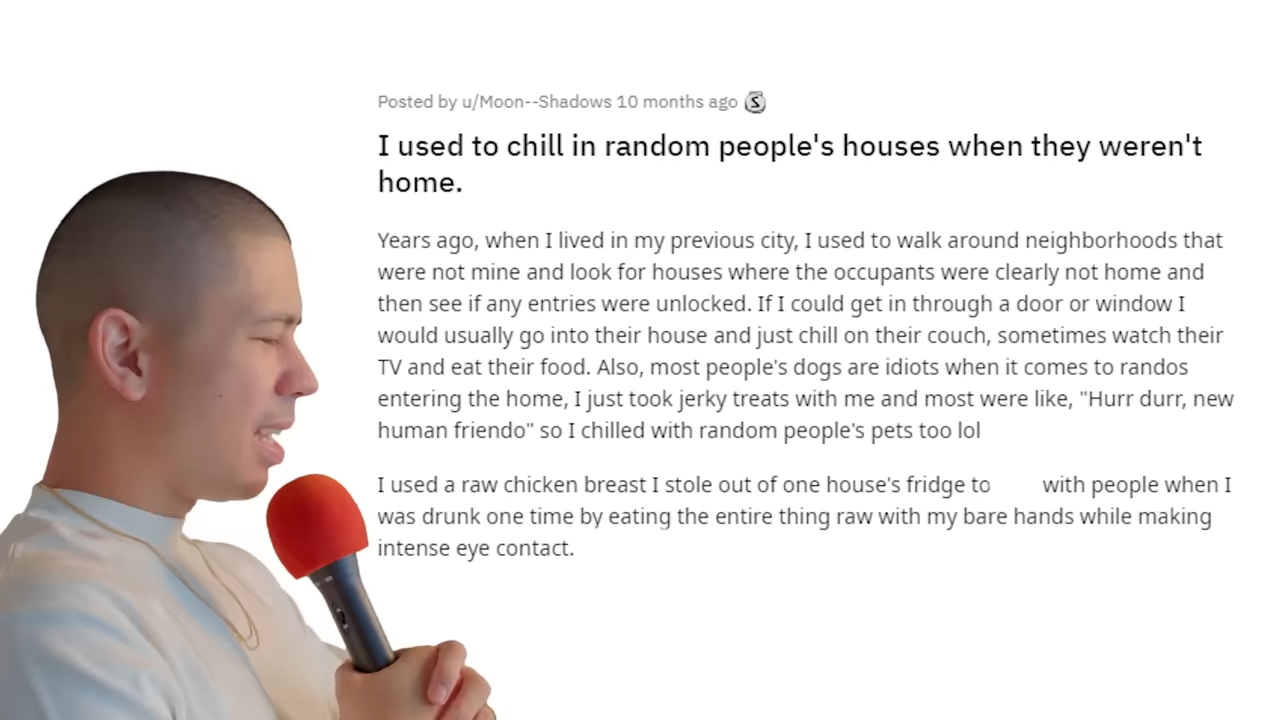 Posted by u/Moon--Shadows 10 months ago
I used to chill in random people's houses when they weren't
home.
Years ago, when I lived in my previous city, I used to walk around neighborhoods that
were not mine and look for houses where the occupants were clearly not home and
then see if any entries were unlocked. If I could get in through a door or window I
would usually go into their house and just chill on their couch, sometimes watch their
TV and eat their food. Also, most people's dogs are idiots when it comes to randos
entering the home, I just took jerky treats with me and most were like, "Hurr durr, new
human friendo" so I chilled with random people's pets too lol
I used a raw chicken breast I stole out of one house's fridge to with people when I
was drunk one time by eating the entire thing raw with my bare hands while making
intense eye contact.